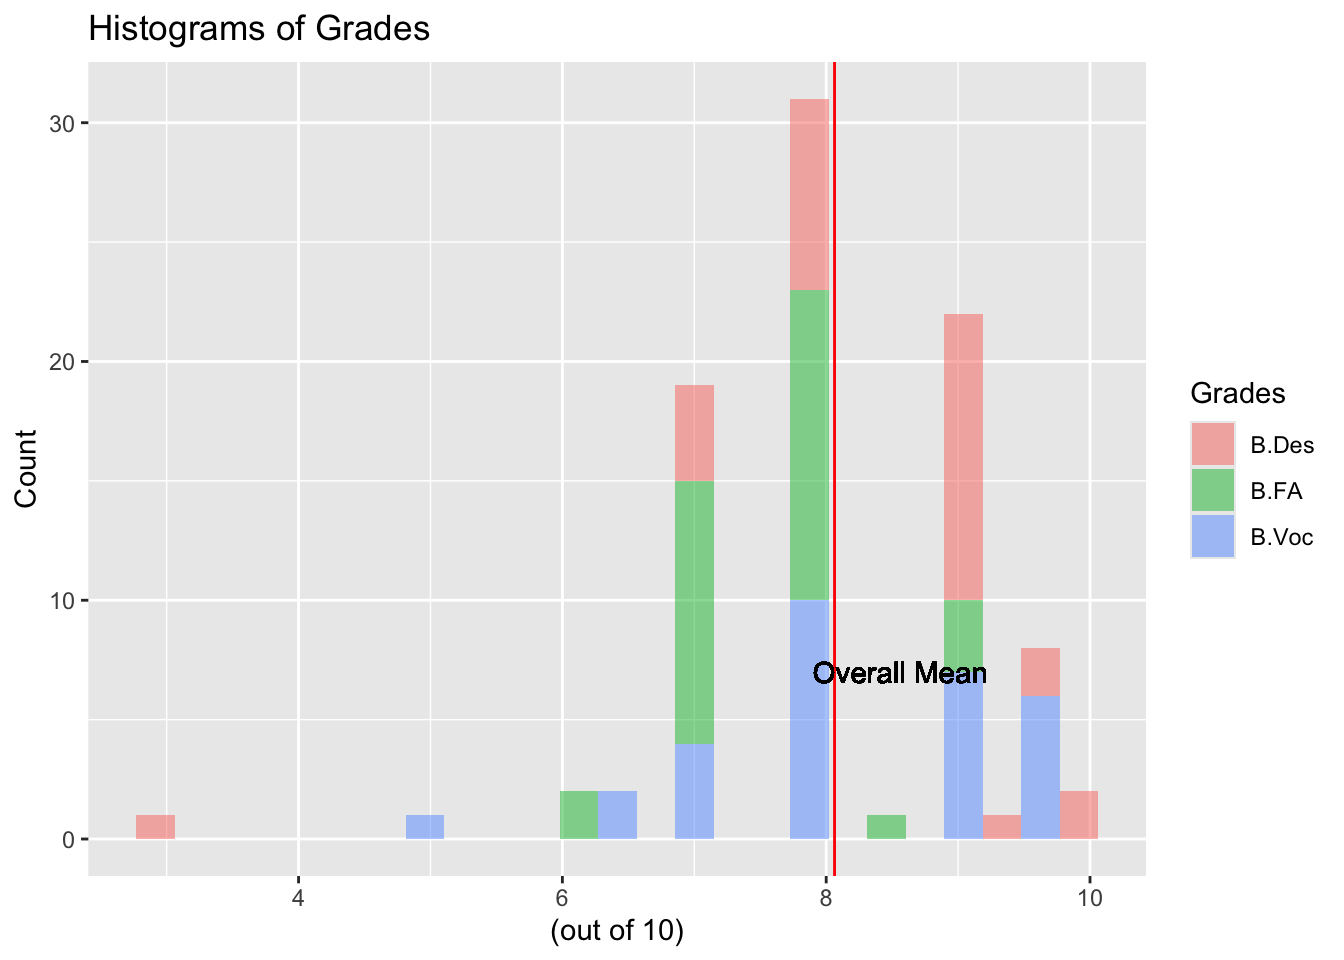 Histograms of Grades
30
20
10
0
Count
Overall Mean
4
6
8
10
(out of 10)
Grades
B.Des
B.FA
B.Voc